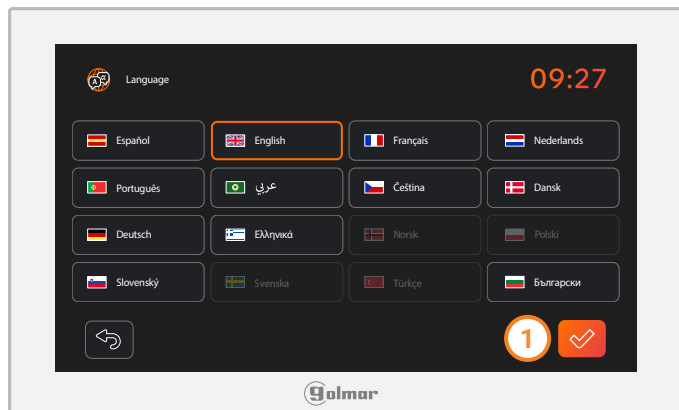 Language
09:27
Español
English
Français
Nederlands
Português
عربي
Čeština
Dansk
Deutsch
Ελληνικά
Norsk
Polski
Slovenský
Svenska
Türkçe
Български
1
golmar